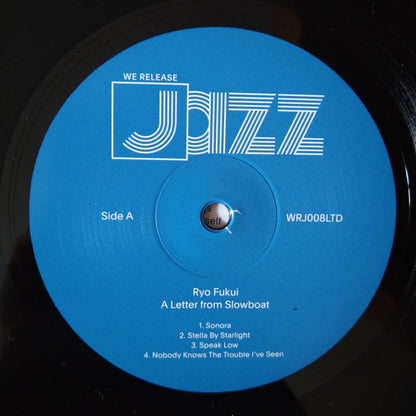 WE RELEASE
Jazz
Side A
WRJ008LTD
Self
Ryo Fukui
A Letter from Slowboat
1. Sonora
2. Stella By Starlight
3. Speak Low
4. Nobody Knows The Trouble I've Seen